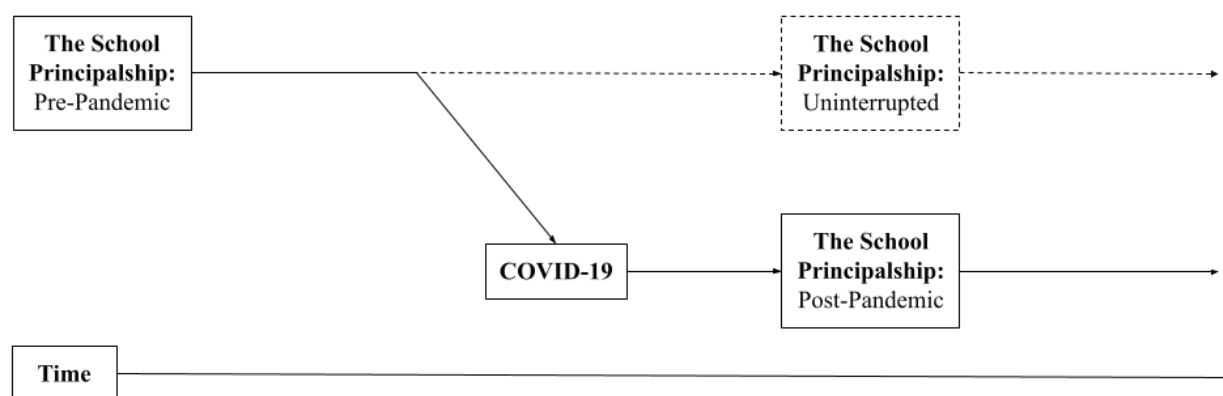 The School
Principalship:
Pre-Pandemic
The School
Principalship:
Uninterrupted
COVID-19
The School
Principalship:
Post-Pandemic
Time